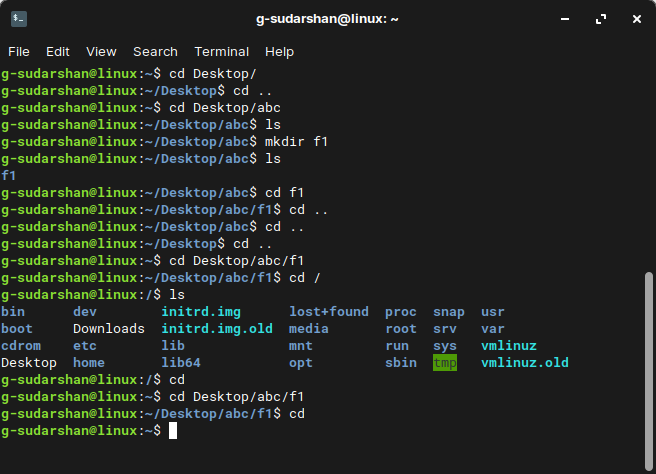 g-sudarshan@linux: ~
File Edit View Search Terminal Help
g-sudarshan@linux:~$ cd Desktop/
g-sudarshan@linux:~/Desktop$ cd ..
g-sudarshan@linux:~$ cd Desktop/abc
g-sudarshan@linux:~/Desktop/abc$ ls
g-sudarshan@linux:~/Desktop/abc$ mkdir f1
g-sudarshan@linux:~/Desktop/abc$ ls
f1
g-sudarshan@linux:~/Desktop/abc$ cd f1
g-sudarshan@linux:~/Desktop/abc/f1$ cd ..
g-sudarshan@linux:~/Desktop/abc$ cd ..
g-sudarshan@linux:~/Desktop$ cd ..
g-sudarshan@linux:~$ cd Desktop/abc/f1
g-sudarshan@linux:~/Desktop/abc/f1$ cd /
g-sudarshan@linux:/$ ls
bin dev initrd.img lost+found proc snap usr
boot Downloads initrd.img.old media root srv var
cdrom etc lib mnt run sys vmlinuz
Desktop home lib64 opt sbin tmp vmlinuz.old
g-sudarshan@linux:/$ cd
g-sudarshan@linux:~$ cd Desktop/abc/f1
g-sudarshan@linux:~/Desktop/abc/f1$ cd
g-sudarshan@linux:~$